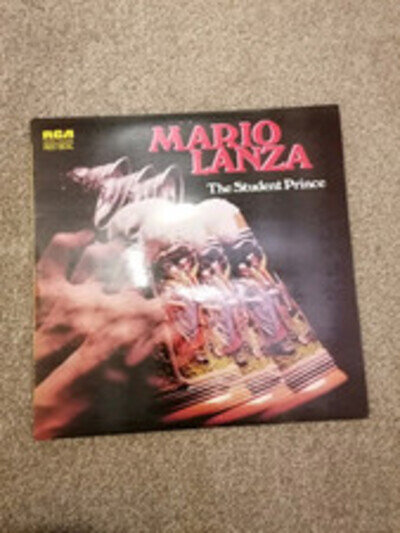 RCA
MARIO
LANZA
The Student Prince